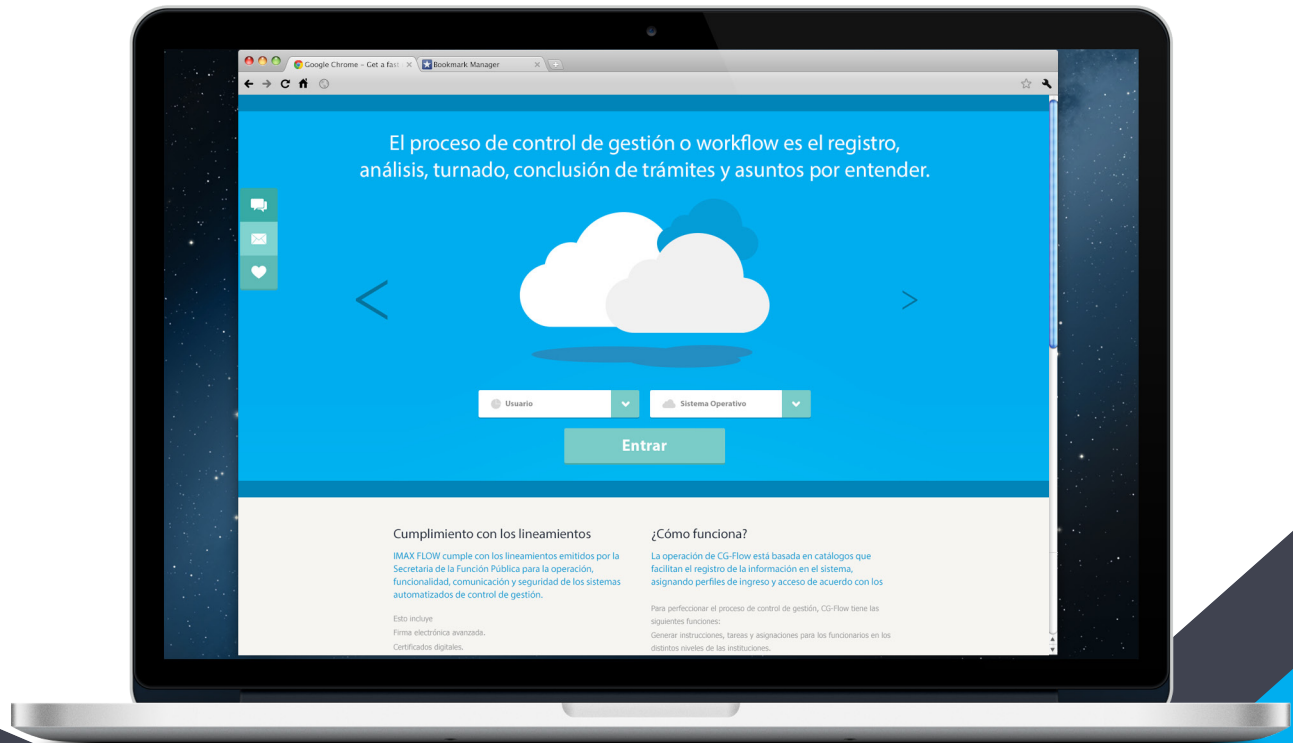 Google Chrome - Get a fast
Bookmark Manager
El proceso de control de gestión o workflow es el registro,
análisis, turnado, conclusión de trámites y asuntos por entender.
<
>
Usuario
Sistema Operativo
Entrar
Cumplimiento con los lineamientos
IMAX FLOW cumple con los lineamientos emitidos por la
Secretaria de la Función Pública para la operación,
funcionalidad, comunicación y seguridad de los sistemas
automatizados de control de gestión.
Esto incluye
Firma electrónica avanzada.
Certificados digitales.
¿Cómo funciona?
La operación de CG-Flow está basada en catálogos que
facilitan el registro de la información en el sistema,
asignando perfiles de ingreso y acceso de acuerdo con los
Para perfeccionar el proceso de control de gestión, CG-Flow tiene las
siguientes funciones:
Generar instrucciones, tareas y asignaciones para los funcionarios en los
distintos niveles de las instituciones.